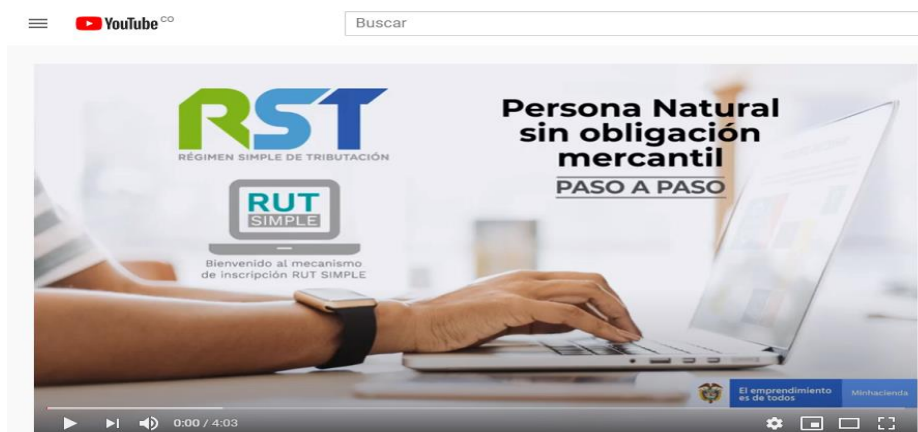 YouTube CO
Buscar
RST
RÉGIMEN SIMPLE DE TRIBUTACIÓN
RUT
SIMPLE
Bienvenido al mecanismo
de inscripción RUT SIMPLE
Persona Natural
sin obligación
mercantil
PASO A PASO
El emprendimiento
es de todos
Minhacienda
0:00 / 4:03